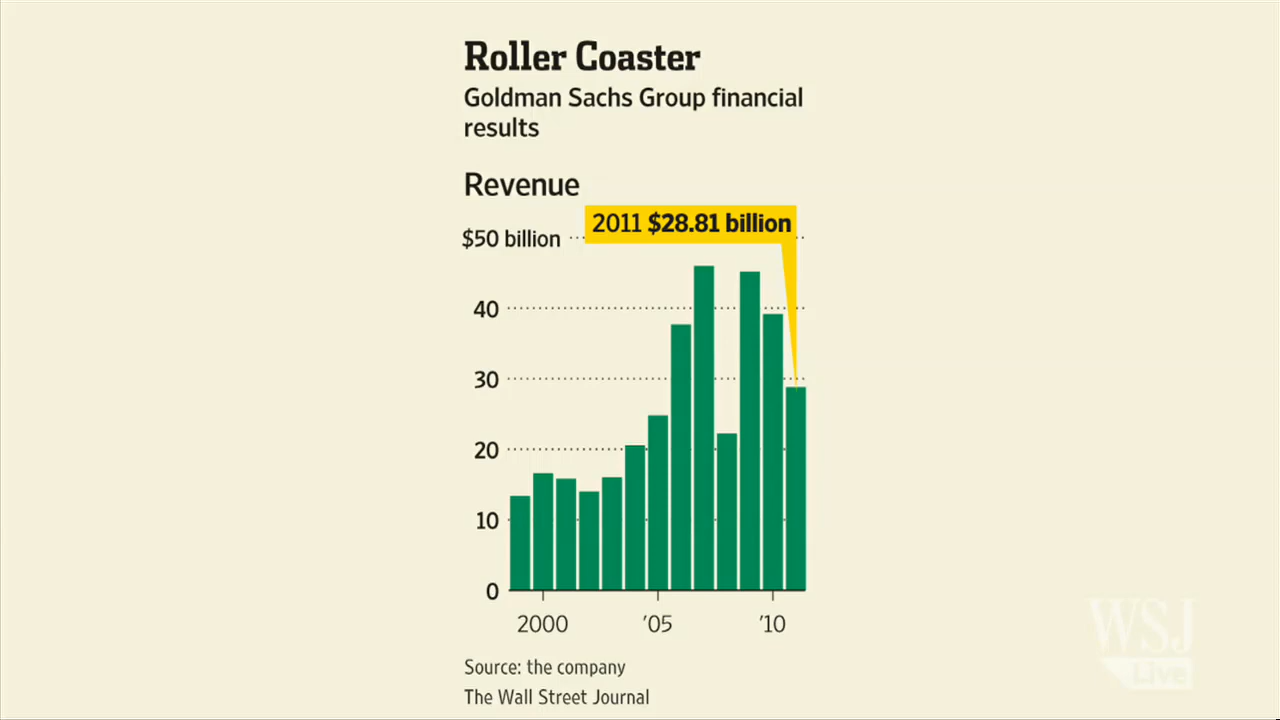 Roller Coaster
Goldman Sachs Group financial
results
Revenue
2011 $28.81 billion
$50 billion
40
30
20
10
0
2000 '05 '10
Source: the company
The Wall Street Journal
WSJ
Live